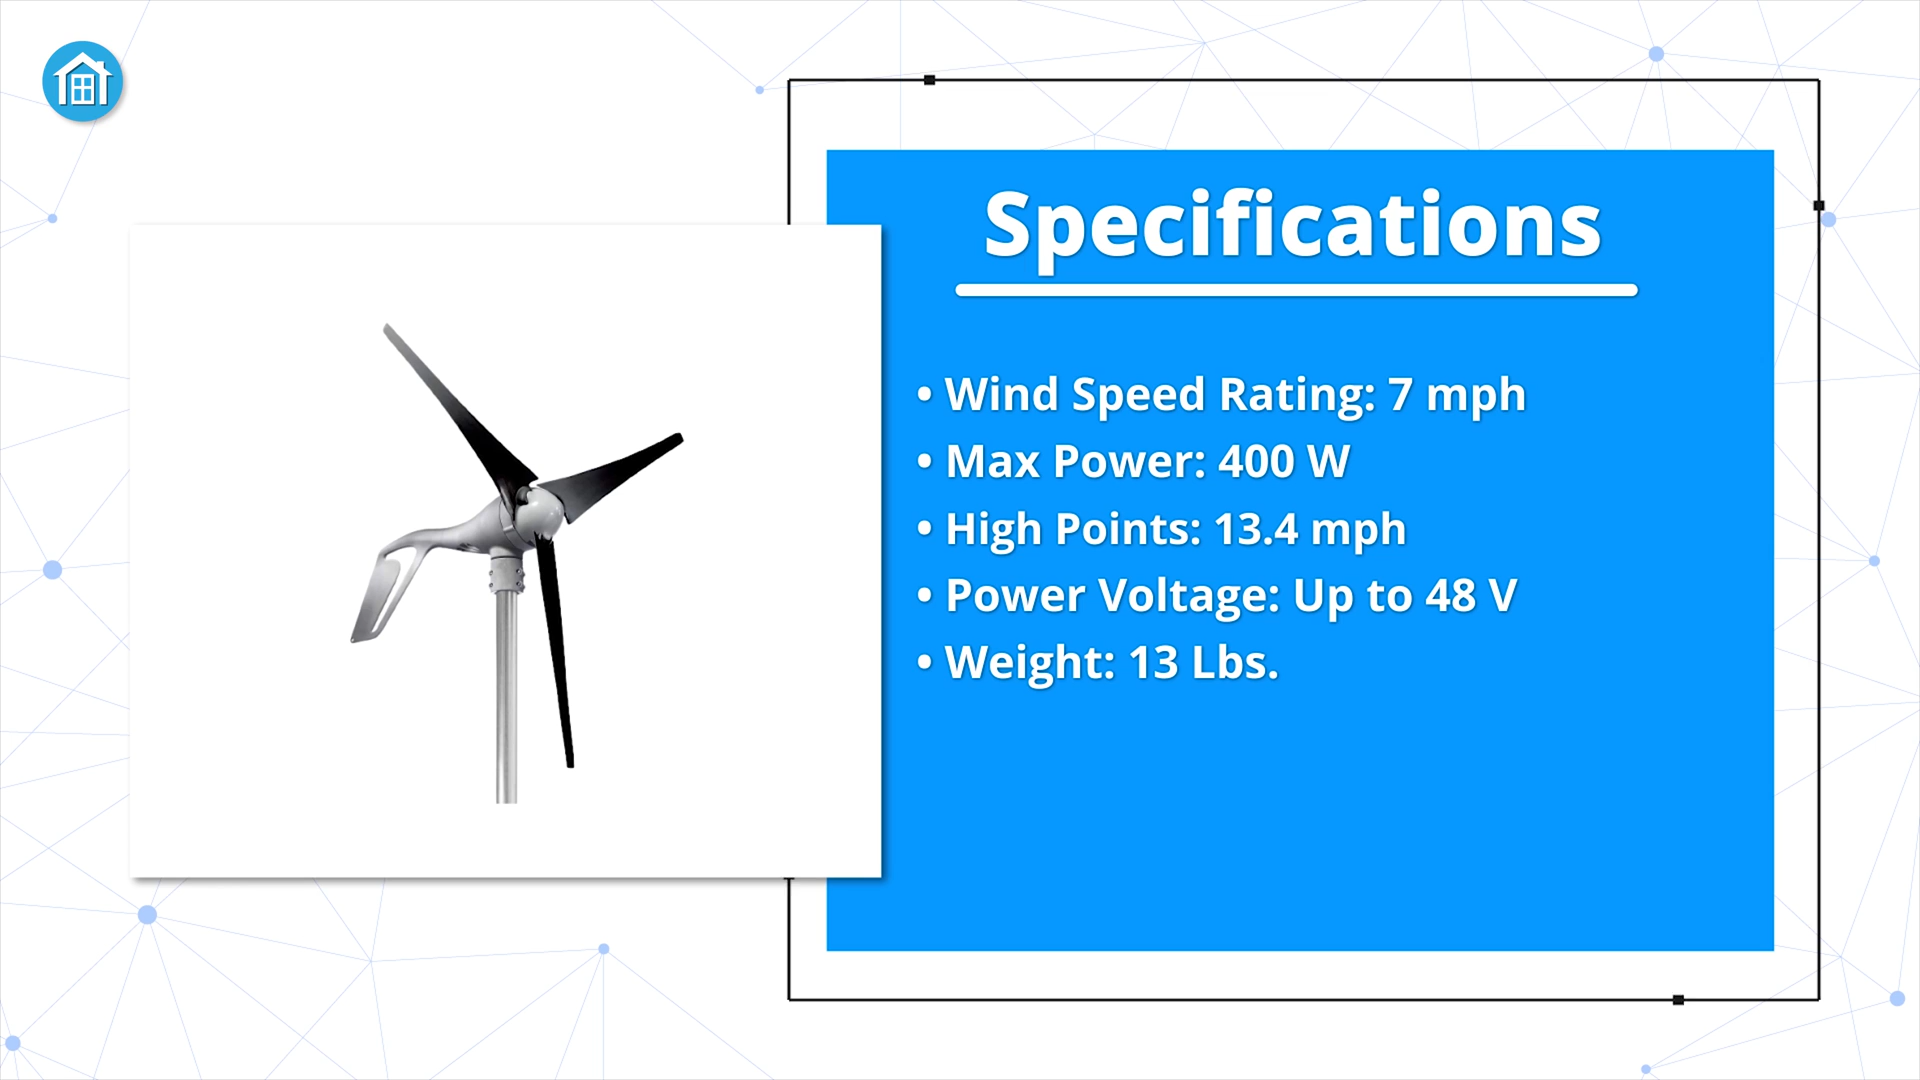 Specifications
• Wind Speed Rating: 7 mph
• Max Power: 400 W
• High Points: 13.4 mph
• Power Voltage: Up to 48 V
• Weight: 13 Lbs.